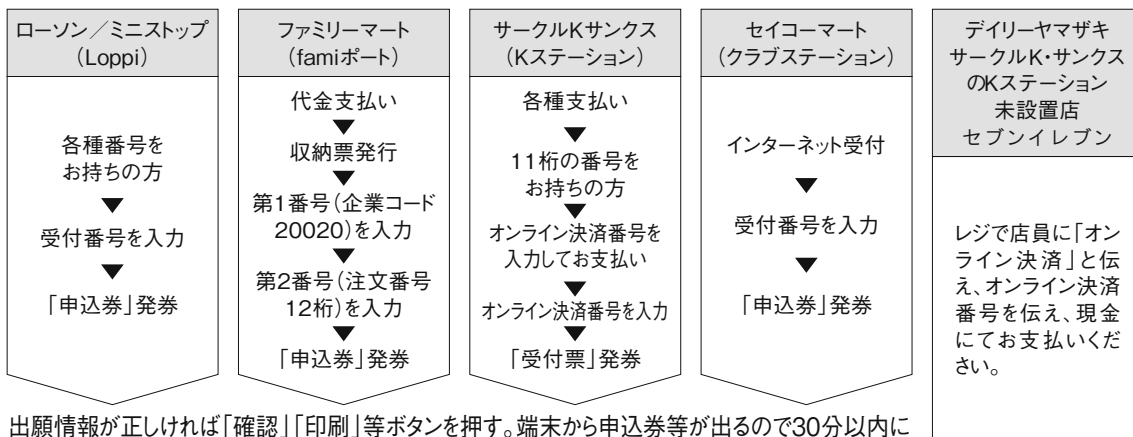 ローソン/ミニストップ
(Loppi)
各種番号を
お持ちの方
▼
受付番号を入力
▼
「申込券」発券
ファミリーマート
(famiポート)
代金支払い
▼
収納票発行
▼
第1番号(企業コード
20020)を入力
▼
第2番号(注文番号
12桁)を入力
▼
「申込券」発券
サークルKサンクス
(Kステーション)
各種支払い
▼
11桁の番号を
お持ちの方
▼
オンライン決済番号を
入力してお支払い
▼
オンライン決済番号を入力
▼
「受付票」発券
セイコーマート
(クラブステーション)
インターネット受付
▼
受付番号を入力
▼
「申込券」発券
デイリーヤマザキ
サークルK・サンクス
のKステーション
未設置店
セブンイレブン
レジで店員に「オン
ライン決済」と伝
え、オンライン決済
番号を伝え、現金
にてお支払いくだ
さい。
出願情報が正しければ「確認」「印刷」等ボタンを押す。端末から申込券等が出るので30分以内に